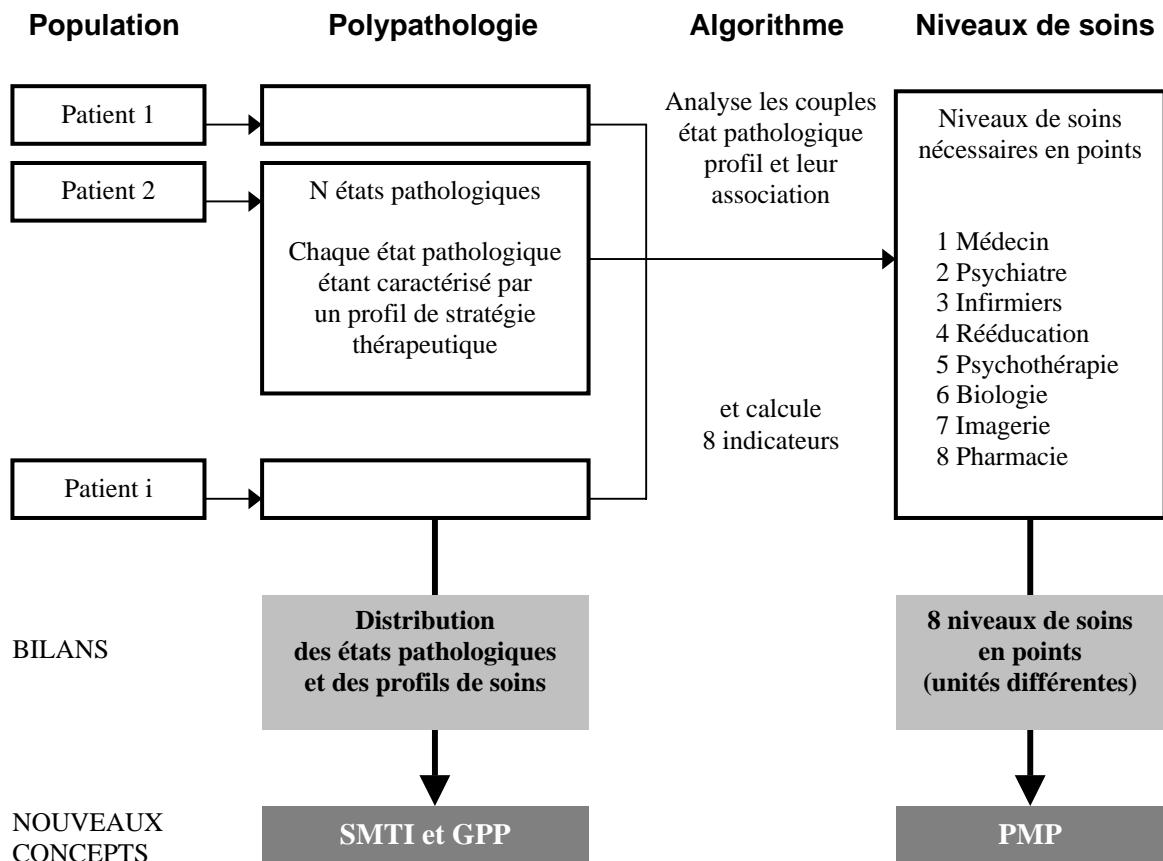 Population
Polypathologie
Algorithme
Niveaux de soins
Patient 1
Patient 2
N états pathologiques
Chaque état pathologique
étant caractérisé par
un profil de stratégie
thérapeutique
Patient i
Analyse les couples
état pathologique
profil et leur
association
et calcule
8 indicateurs
Niveaux de soins
nécessaires en points
1 Médecin
2 Psychiatre
3 Infirmiers
4 Rééducation
5 Psychothérapie
6 Biologie
7 Imagerie
8 Pharmacie
BILANS
Distribution
des états pathologiques
et des profils de soins
8 niveaux de soins
en points
(unités différentes)
NOUVEAUX
CONCEPTS
SMTI et GPP
PMP